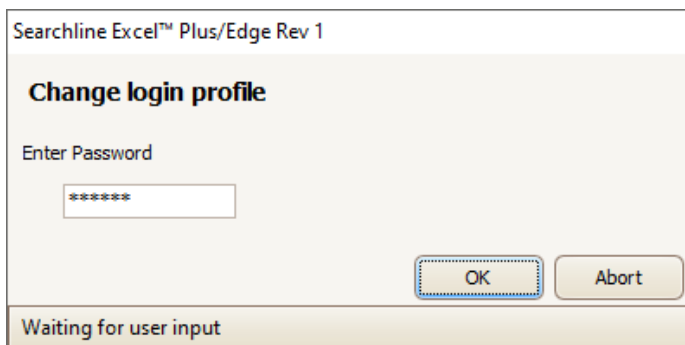 Searchline Excel™ Plus/Edge Rev 1
Change login profile
Enter Password
******
OK Abort
Waiting for user input